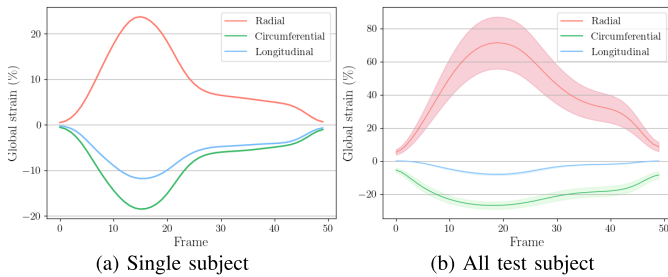 Global strain (%)
20
10
0
−10
−20
0
10
20
30
40
50
Frame
Radial
Circumferential
Longitudinal
(a) Single subject
Global strain (%)
80
60
40
20
0
−20
0
10
20
30
40
50
Frame
Radial
Circumferential
Longitudinal
(b) All test subject